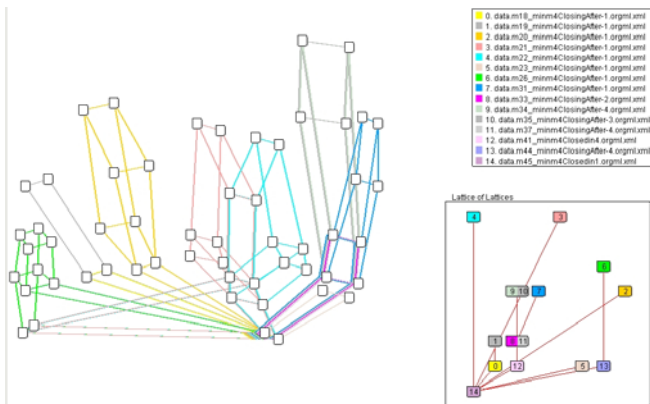 0. data.m18_minm4ClosingAfter-1.orgml.xml
1. data.m19_minm4ClosingAfter-1.orgml.xml
2. data.m20_minm4ClosingAfter-1.orgml.xml
3. data.m21_minm4ClosingAfter-1.orgml.xml
4. data.m22_minm4ClosingAfter-1.orgml.xml
5. data.m23_minm4ClosingAfter-1.orgml.xml
6. data.m26_minm4ClosingAfter-1.orgml.xml
7. data.m31_minm4ClosingAfter-1.orgml.xml
8. data.m33_minm4ClosingAfter-2.orgml.xml
9. data.m34_minm4ClosingAfter-4.orgml.xml
10. data.m35_minm4ClosingAfter-3.orgml.xml
11. data.m37_minm4ClosingAfter-4.orgml.xml
12. data.m41_minm4Closedin4.orgml.xml
13. data.m44_minm4ClosingAfter-4.orgml.xml
14. data.m45_minm4Closedin1.orgml.xml
Lattice of Lattices
4 3
6
9 10 7 2
1 8 11
0 12 5 13
14